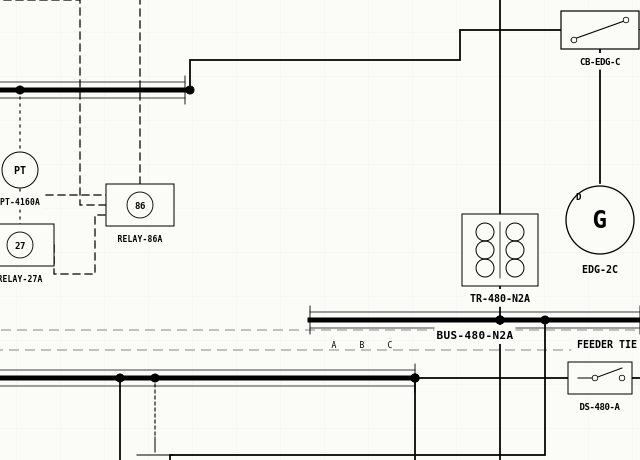 CB-EDG-C
PT
PT-4160A
D
G
86
27
RELAY-86A
RELAY-27A
EDG-2C
TR-480-N2A
BUS-480-N2A
A B C
FEEDER TIE
DS-480-A